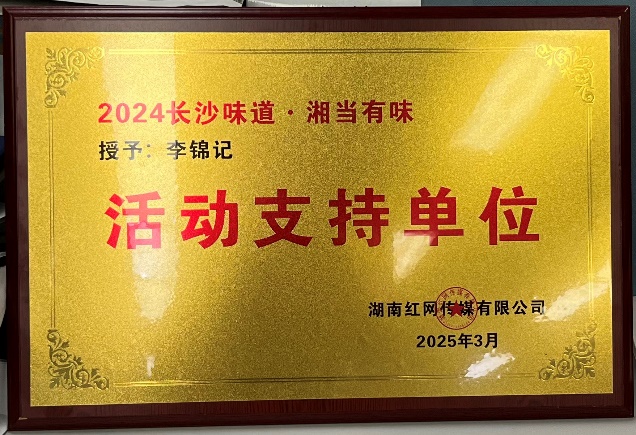 2024长沙味道·湘当有味
授予：李锦记
活动支持单位
湖南红网传媒有限公司
2025年3月